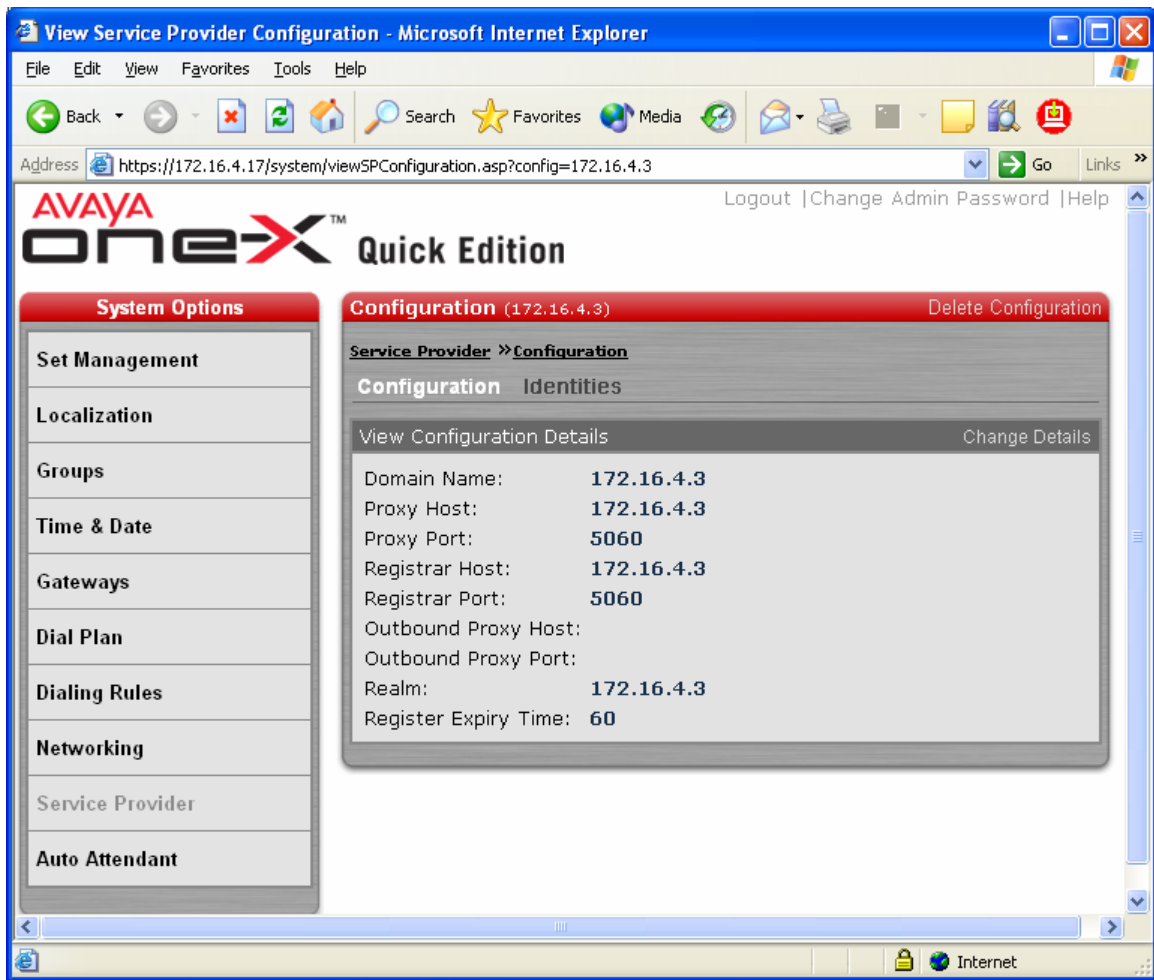 View Service Provider Configuration - Microsoft Internet Explorer
File Edit View Favorites Tools Help
Back Search Favorites Media
Address https://172.16.4.17/system/viewSPConfiguration.asp?config=172.16.4.3 Go Links »
Logout |Change Admin Password |Help
AVAYA
one-X™ Quick Edition
System Options
Set Management
Localization
Groups
Time & Date
Gateways
Dial Plan
Dialing Rules
Networking
Service Provider
Auto Attendant
Configuration (172.16.4.3) Delete Configuration
Service Provider »Configuration
Configuration Identities
View Configuration Details Change Details
Domain Name: 172.16.4.3
Proxy Host: 172.16.4.3
Proxy Port: 5060
Registrar Host: 172.16.4.3
Registrar Port: 5060
Outbound Proxy Host:
Outbound Proxy Port:
Realm: 172.16.4.3
Register Expiry Time: 60
Internet